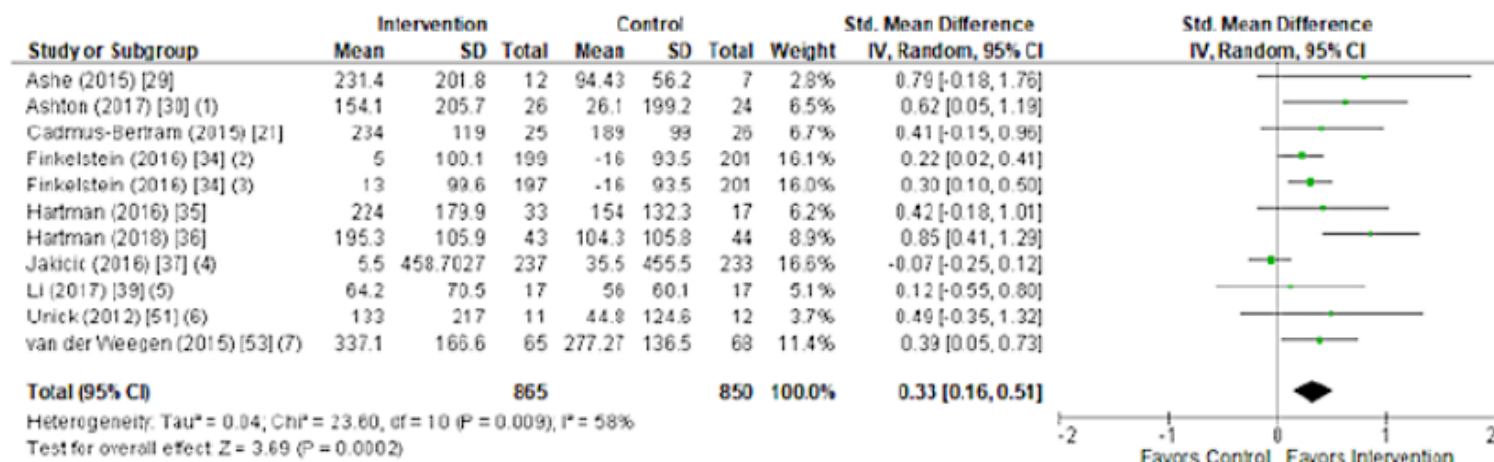 Intervention Control Std. Mean Difference Std. Mean Difference
Study or Subgroup Mean SD Total Mean SD Total Weight IV, Random, 95% CI IV, Random, 95% CI
Ashe (2015) [29] 231.4 201.8 12 94.43 56.2 7 2.8% 0.79 [-0.18, 1.76]
Ashton (2017) [30] (1) 154.1 205.7 26 26.1 199.2 24 6.5% 0.62 [0.05, 1.19]
Cadmus-Bertram (2015) [21] 234 119 25 189 99 26 6.7% 0.41 [-0.15, 0.96]
Finkelstein (2016) [34] (2) 5 100.1 199 -16 93.5 201 16.1% 0.22 [0.02, 0.41]
Finkelstein (2016) [34] (3) 13 99.6 197 -16 93.5 201 16.0% 0.30 [0.10, 0.50]
Hartman (2016) [35] 224 179.9 33 154 132.3 17 6.2% 0.42 [-0.18, 1.01]
Hartman (2018) [36] 195.3 105.9 43 104.3 105.8 44 8.9% 0.85 [0.41, 1.29]
Jakicic (2016) [37] (4) 5.5 458.7027 237 35.5 455.5 233 16.6% -0.07 [-0.25, 0.12]
Li (2017) [39] (5) 64.2 70.5 17 56 60.1 17 5.1% 0.12 [-0.55, 0.80]
Unick (2012) [51] (6) 133 217 11 44.8 124.6 12 3.7% 0.49 [-0.35, 1.32]
van der Weegen (2015) [53] (7) 337.1 166.6 65 277.27 136.5 68 11.4% 0.39 [0.05, 0.73]
Total (95% CI) 865 850 100.0% 0.33 [0.16, 0.51]
Heterogeneity: Tau² = 0.04; Chi² = 23.60, df = 10 (P = 0.009); I² = 58%
Test for overall effect: Z = 3.69 (P = 0.0002)
-2 -1 0 1 2
Favors Control Favors Intervention